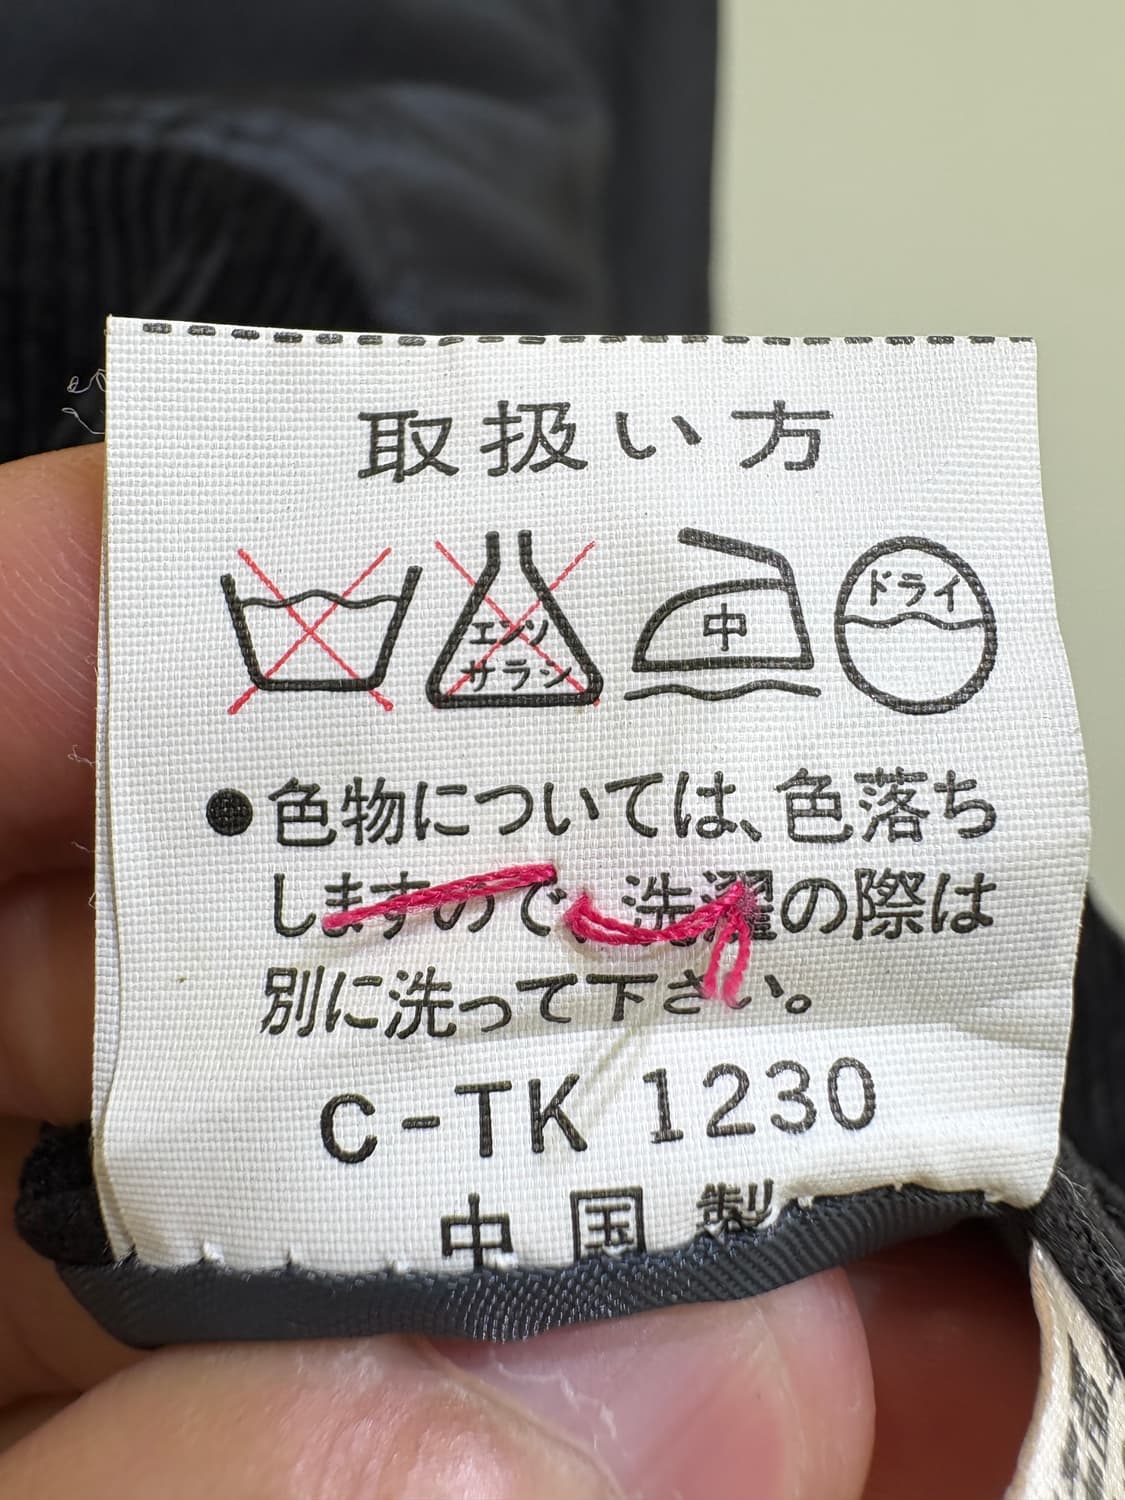 取扱い方
エンソ
サラシ
中
ドライ
●色物については、色落ち
しますので、洗濯の際は
別に洗って下さい。
C-TK 1230
中国製